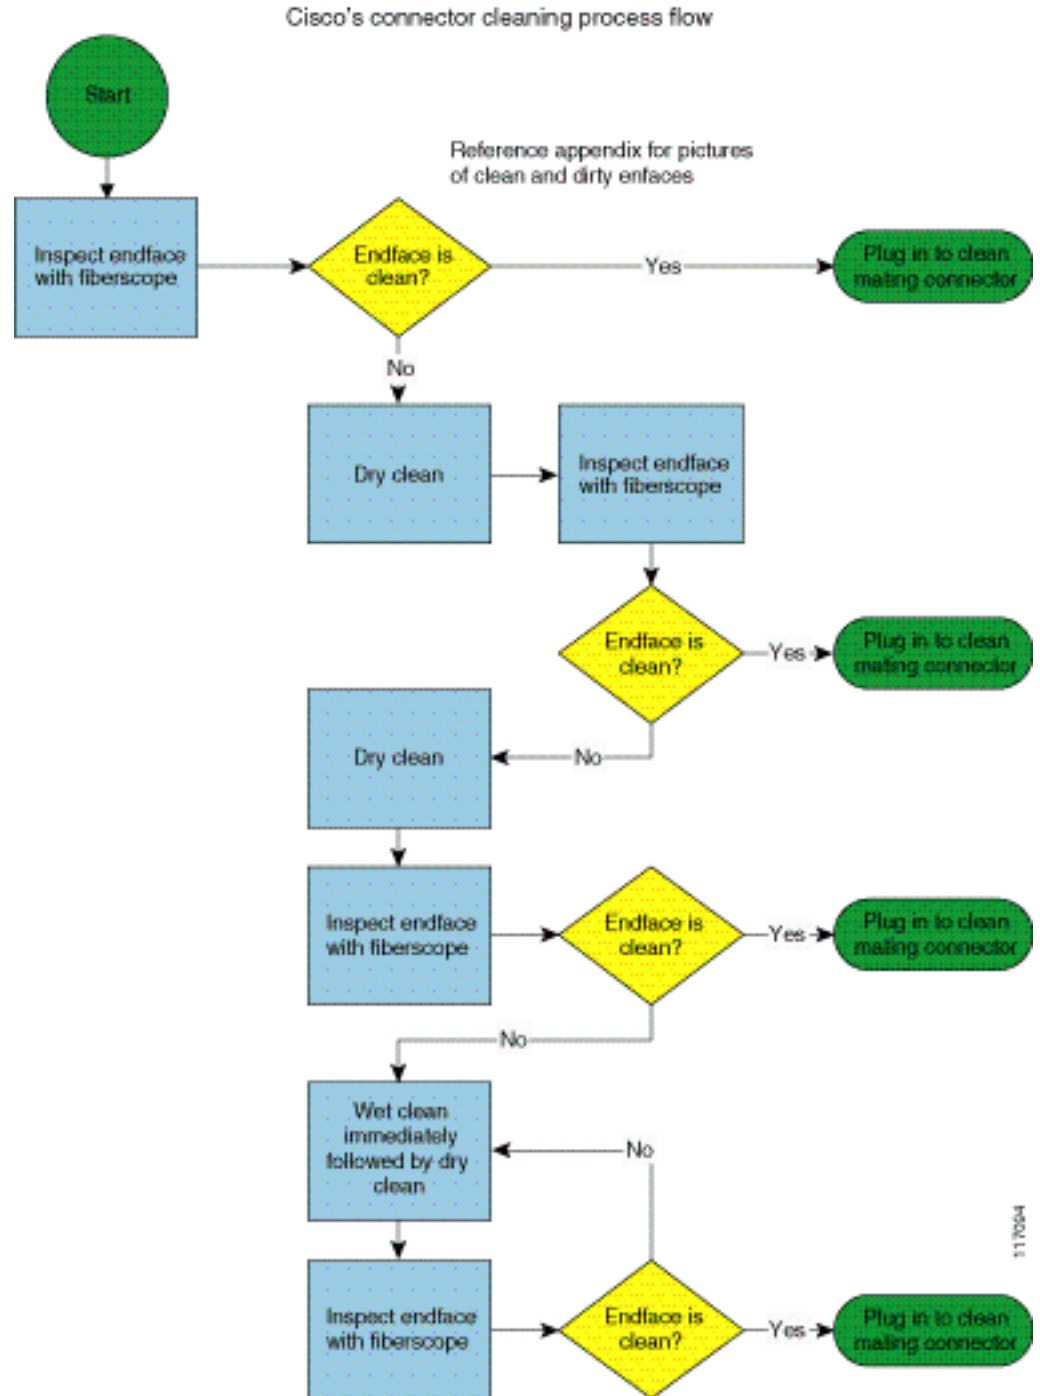 Cisco's connector cleaning process flow
Start
Reference appendix for pictures
of clean and dirty enfaces
Inspect endface
with fiberscope
Endface is
clean?
Yes
Plug in to clean
mating connector
No
Dry clean
Inspect endface
with fiberscope
Endface is
clean?
Yes
Plug in to clean
mating connector
No
Dry clean
Inspect endface
with fiberscope
Endface is
clean?
Yes
Plug in to clean
mating connector
No
Wet clean
immediately
followed by dry
clean
No
117094
Inspect endface
with fiberscope
Endface is
clean?
Yes
Plug in to clean
mating connector